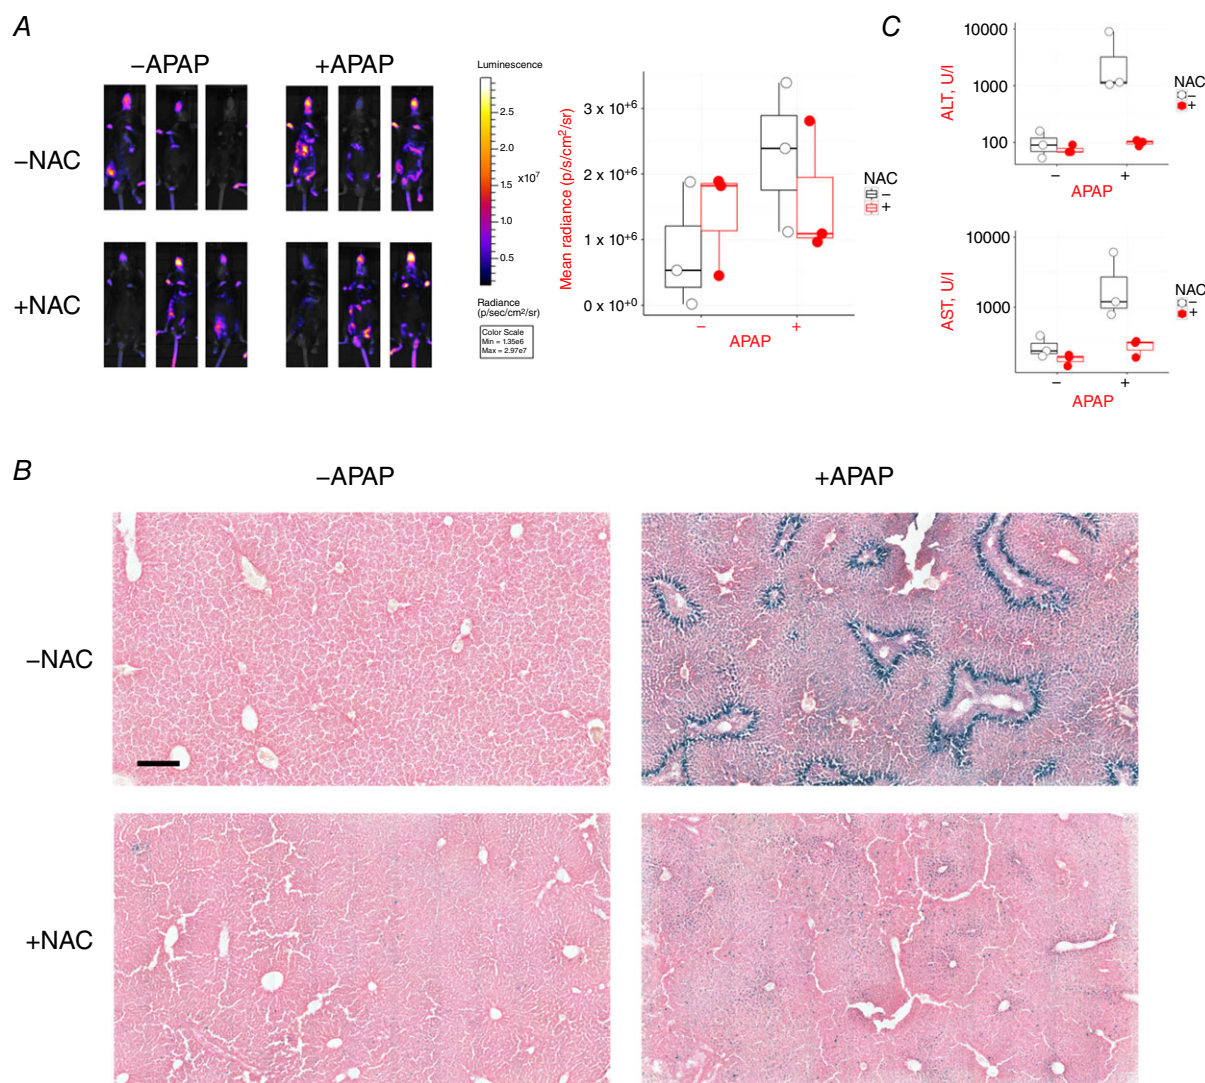 A
−APAP
+APAP
−NAC
+NAC
Luminescence
2.5
2.0
1.5
x10⁷
1.0
0.5
Radiance
(p/sec/cm²/sr)
Color Scale
Min = 1.35e6
Max = 2.97e7
Mean radiance (p/s/cm²/sr)
3 x 10⁺⁶
2 x 10⁺⁶
1 x 10⁺⁶
0 x 10⁺⁰
−
+
APAP
NAC
−
+
C
ALT, U/l
10000
1000
100
−
+
APAP
NAC
−
+
AST, U/l
10000
1000
−
+
APAP
NAC
−
+
B
−APAP
+APAP
−NAC
+NAC